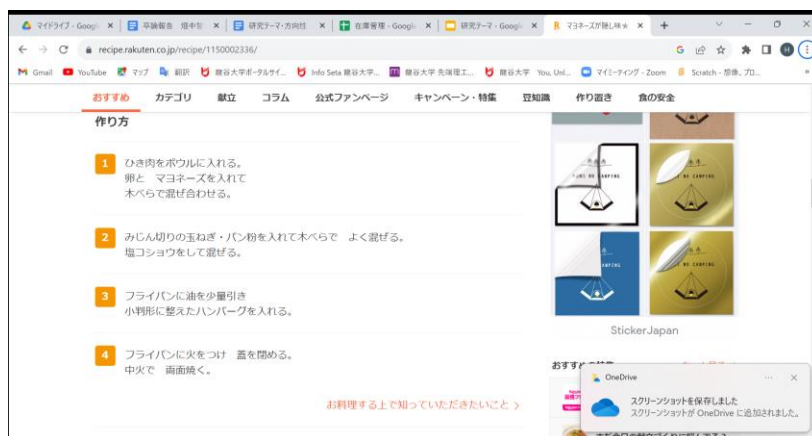 マイドライブ - Googl
卒論報告 畑中智
研究テーマ・方向性
在庫管理 - Google
研究テーマ - Google
マヨネーズが隠し味★
recipe.rakuten.co.jp/recipe/1150002336/
Gmail YouTube マップ 翻訳 龍谷大学ポータルサイ... Info Seta 龍谷大学... 龍谷大学 先端理工... 龍谷大学 You, Unl... マイミーティング - Zoom Scratch - 想像、プロ...
おすすめ カテゴリ 献立 コラム 公式ファンページ キャンペーン・特集 豆知識 作り置き 食の安全
作り方
1 ひき肉をボウルに入れる。
卵と マヨネーズを入れて
木べらで混ぜ合わせる。
2 みじん切りの玉ねぎ・パン粉を入れて木べらで よく混ぜる。
塩コショウをして混ぜる。
3 フライパンに油を少量引き
小判形に整えたハンバーグを入れる。
4 フライパンに火をつけ 蓋を閉める。
中火で 両面焼く。
お料理する上で知っていただきたいこと >
StickerJapan
OneDrive
スクリーンショットを保存しました
スクリーンショットが OneDrive に追加されました。